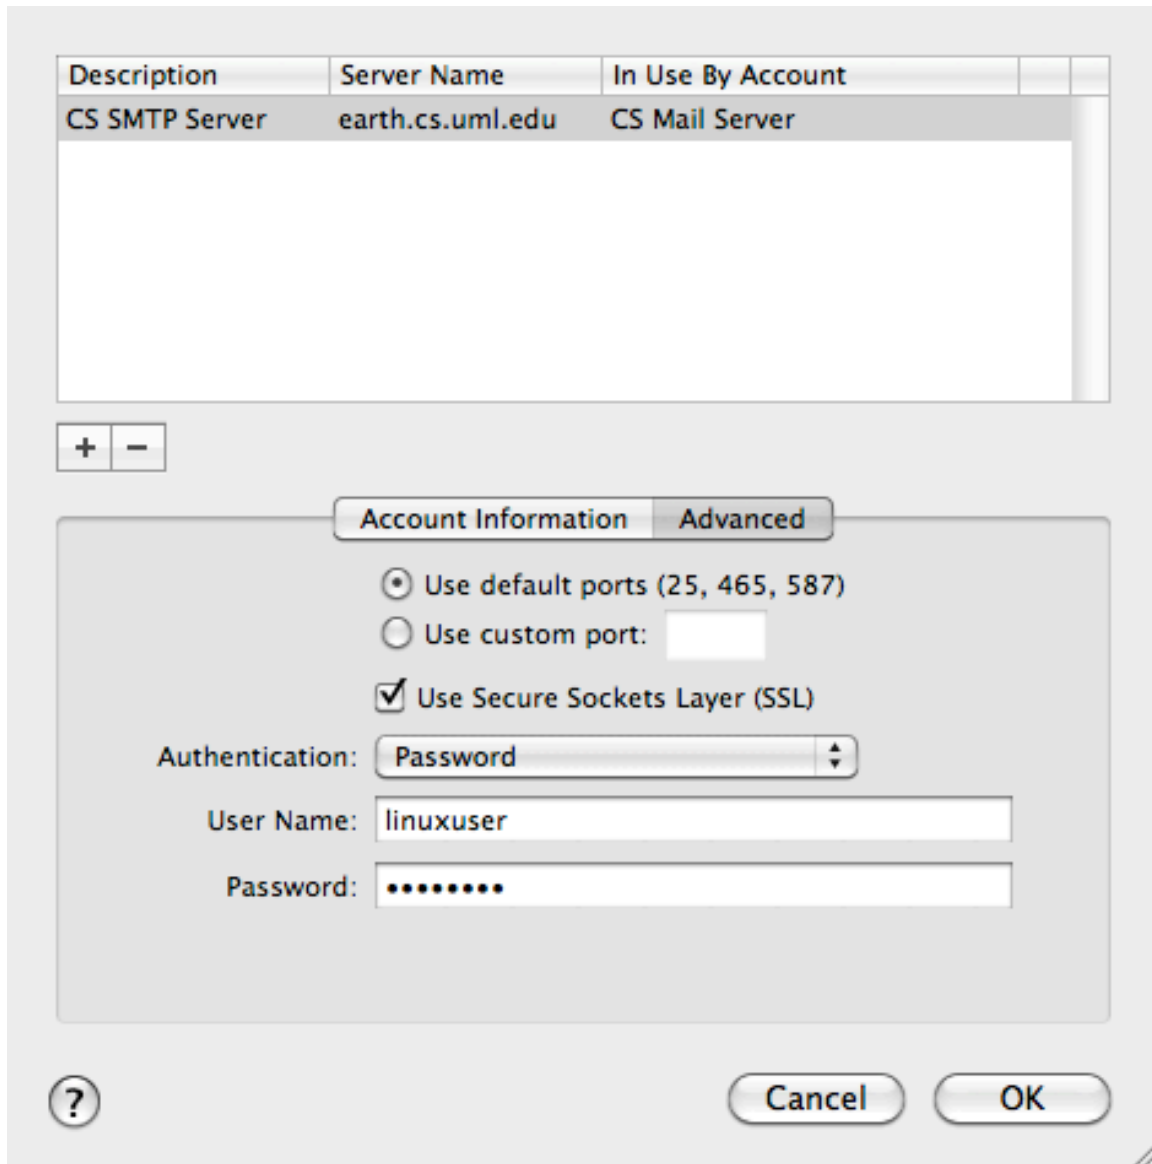 Description Server Name In Use By Account
CS SMTP Server earth.cs.uml.edu CS Mail Server
+ −
Account Information Advanced
Use default ports (25, 465, 587)
Use custom port:
Use Secure Sockets Layer (SSL)
Authentication: Password
User Name: linuxuser
Password: ••••••••
? Cancel OK